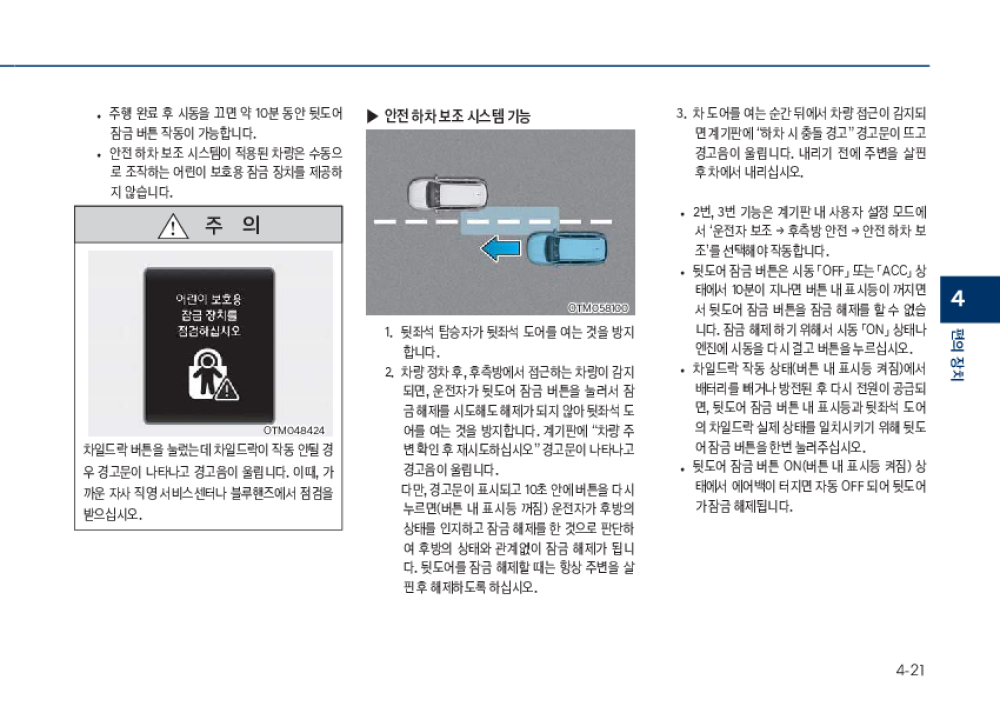 • 주행 완료 후 시동을 끄면 약 10분 동안 뒷도어
잠금 버튼 작동이 가능합니다.
• 안전 하차 보조 시스템이 적용된 차량은 수동으
로 조작하는 어린이 보호용 잠금 장치를 제공하
지 않습니다.
주 의
어린이 보호용
잠금 장치를
점검하십시오
OTM048424
차일드락 버튼을 눌렀는데 차일드락이 작동 안될 경
우 경고문이 나타나고 경고음이 울립니다. 이때, 가
까운 자사 직영 서비스센터나 블루핸즈에서 점검을
받으십시오.
▶ 안전 하차 보조 시스템 기능
OTM058100
1. 뒷좌석 탑승자가 뒷좌석 도어를 여는 것을 방지
합니다.
2. 차량 정차 후, 후측방에서 접근하는 차량이 감지
되면, 운전자가 뒷도어 잠금 버튼을 눌러서 잠
금 해제를 시도해도 해제가 되지 않아 뒷좌석 도
어를 여는 것을 방지합니다. 계기판에 “차량 주
변 확인 후 재시도하십시오” 경고문이 나타나고
경고음이 울립니다.
다만, 경고문이 표시되고 10초 안에 버튼을 다시
누르면(버튼 내 표시등 꺼짐) 운전자가 후방의
상태를 인지하고 잠금 해제를 한 것으로 판단하
여 후방의 상태와 관계없이 잠금 해제가 됩니
다. 뒷도어를 잠금 해제할 때는 항상 주변을 살
핀 후 해제하도록 하십시오.
3. 차 도어를 여는 순간 뒤에서 차량 접근이 감지되
면 계기판에 “하차 시 충돌 경고” 경고문이 뜨고
경고음이 울립니다. 내리기 전에 주변을 살핀
후 차에서 내리십시오.
• 2번, 3번 기능은 계기판 내 사용자 설정 모드에
서 ‘운전자 보조 → 후측방 안전 → 안전 하차 보
조’를 선택해야 작동합니다.
• 뒷도어 잠금 버튼은 시동 「OFF」 또는 「ACC」 상
태에서 10분이 지나면 버튼 내 표시등이 꺼지면
서 뒷도어 잠금 버튼을 잠금 해제를 할 수 없습
니다. 잠금 해제 하기 위해서 시동 「ON」 상태나
엔진에 시동을 다시 걸고 버튼을 누르십시오.
• 차일드락 작동 상태(버튼 내 표시등 켜짐)에서
배터리를 빼거나 방전된 후 다시 전원이 공급되
면, 뒷도어 잠금 버튼 내 표시등과 뒷좌석 도어
의 차일드락 실제 상태를 일치시키기 위해 뒷도
어 잠금 버튼을 한번 눌러주십시오.
• 뒷도어 잠금 버튼 ON(버튼 내 표시등 켜짐) 상
태에서 에어백이 터지면 자동 OFF 되어 뒷도어
가 잠금 해제됩니다.
4
편의 장치
4-21